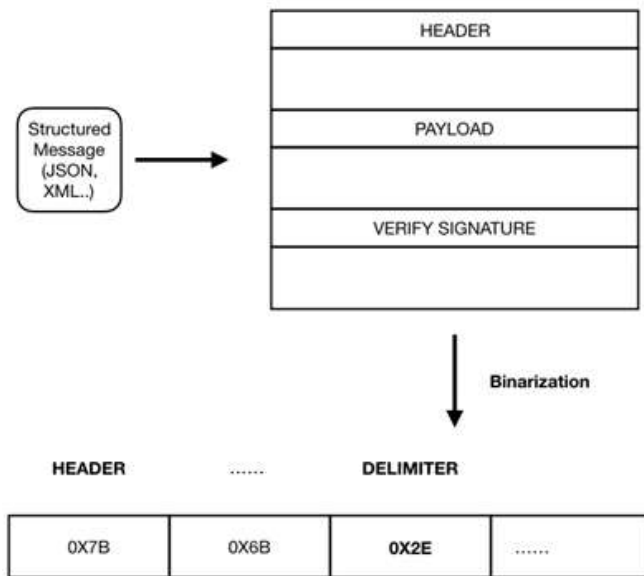 HEADER
Structured
Message
(JSON,
XML..)
PAYLOAD
VERIFY SIGNATURE
Binarization
HEADER ...... DELIMITER
0X7B 0X6B 0X2E ......